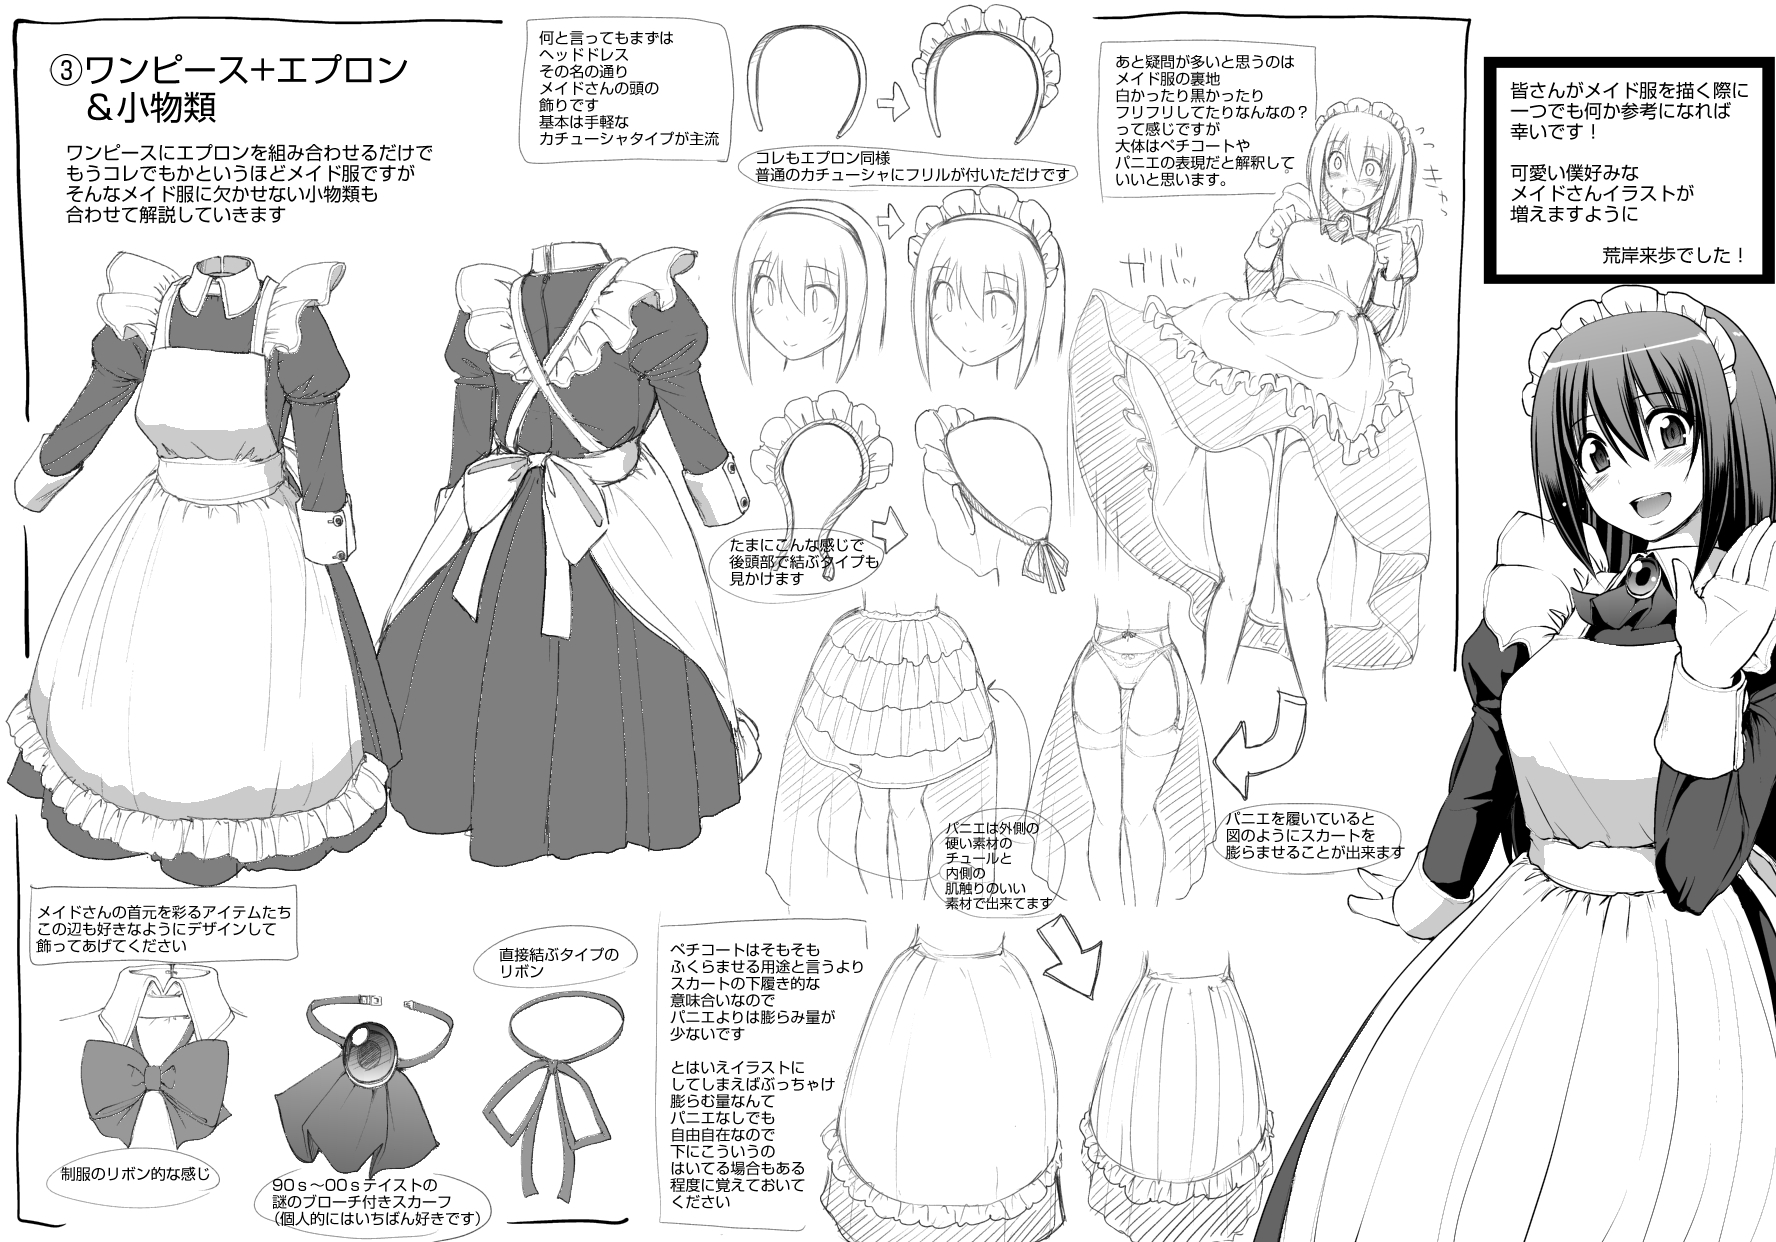 ③ワンピース+エプロン
&小物類
ワンピースにエプロンを組み合わせるだけで
もうコレでもかというほどメイド服ですが
そんなメイド服に欠かせない小物類も
合わせて解説していきます
何と言ってもまずは
ヘッドドレス
その名の通り
メイドさんの頭の
飾りです
基本は手軽な
カチューシャタイプが主流
コレもエプロン同様
普通のカチューシャにフリルが付いただけです
たまにこんな感じで
後頭部で結ぶタイプも
見かけます
あと疑問が多いと思うのは
メイド服の裏地
白かったり黒かったり
フリフリしてたりなんなの?
って感じですが
大体はペチコートや
パニエの表現だと解釈して
いいと思います。
ガバッ
パニエは外側の
硬い素材の
チュールと
内側の
肌触りのいい
素材で出来てます
パニエを履いていると
図のようにスカートを
膨らませることが出来ます
メイドさんの首元を彩るアイテムたち
この辺も好きなようにデザインして
飾ってあげてください
制服のリボン的な感じ
90s~00sテイストの
謎のブローチ付きスカーフ
(個人的にはいちばん好きです)
直接結ぶタイプの
リボン
ペチコートはそもそも
ふくらませる用途と言うより
スカートの下履き的な
意味合いなので
パニエよりは膨らみ量が
少ないです
とはいえイラストに
してしまえばぶっちゃけ
膨らむ量なんて
パニエなしでも
自由自在なので
下にこういうの
はいてる場合もある
程度に覚えておいて
ください
皆さんがメイド服を描く際に
一つでも何か参考になれば
幸いです!
可愛い僕好みな
メイドさんイラストが
増えますように
荒岸来歩でした!